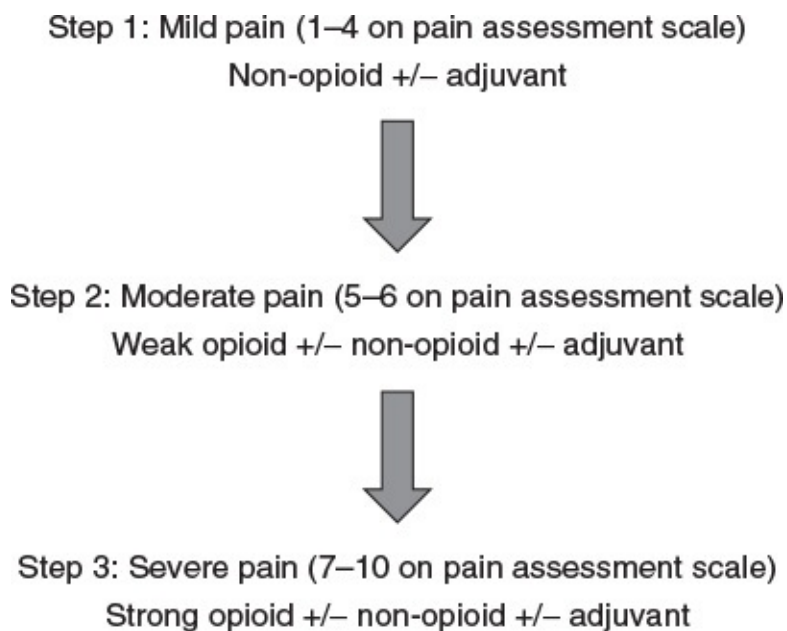 Step 1: Mild pain (1–4 on pain assessment scale)
Non-opioid +/– adjuvant
Step 2: Moderate pain (5–6 on pain assessment scale)
Weak opioid +/– non-opioid +/– adjuvant
Step 3: Severe pain (7–10 on pain assessment scale)
Strong opioid +/– non-opioid +/– adjuvant